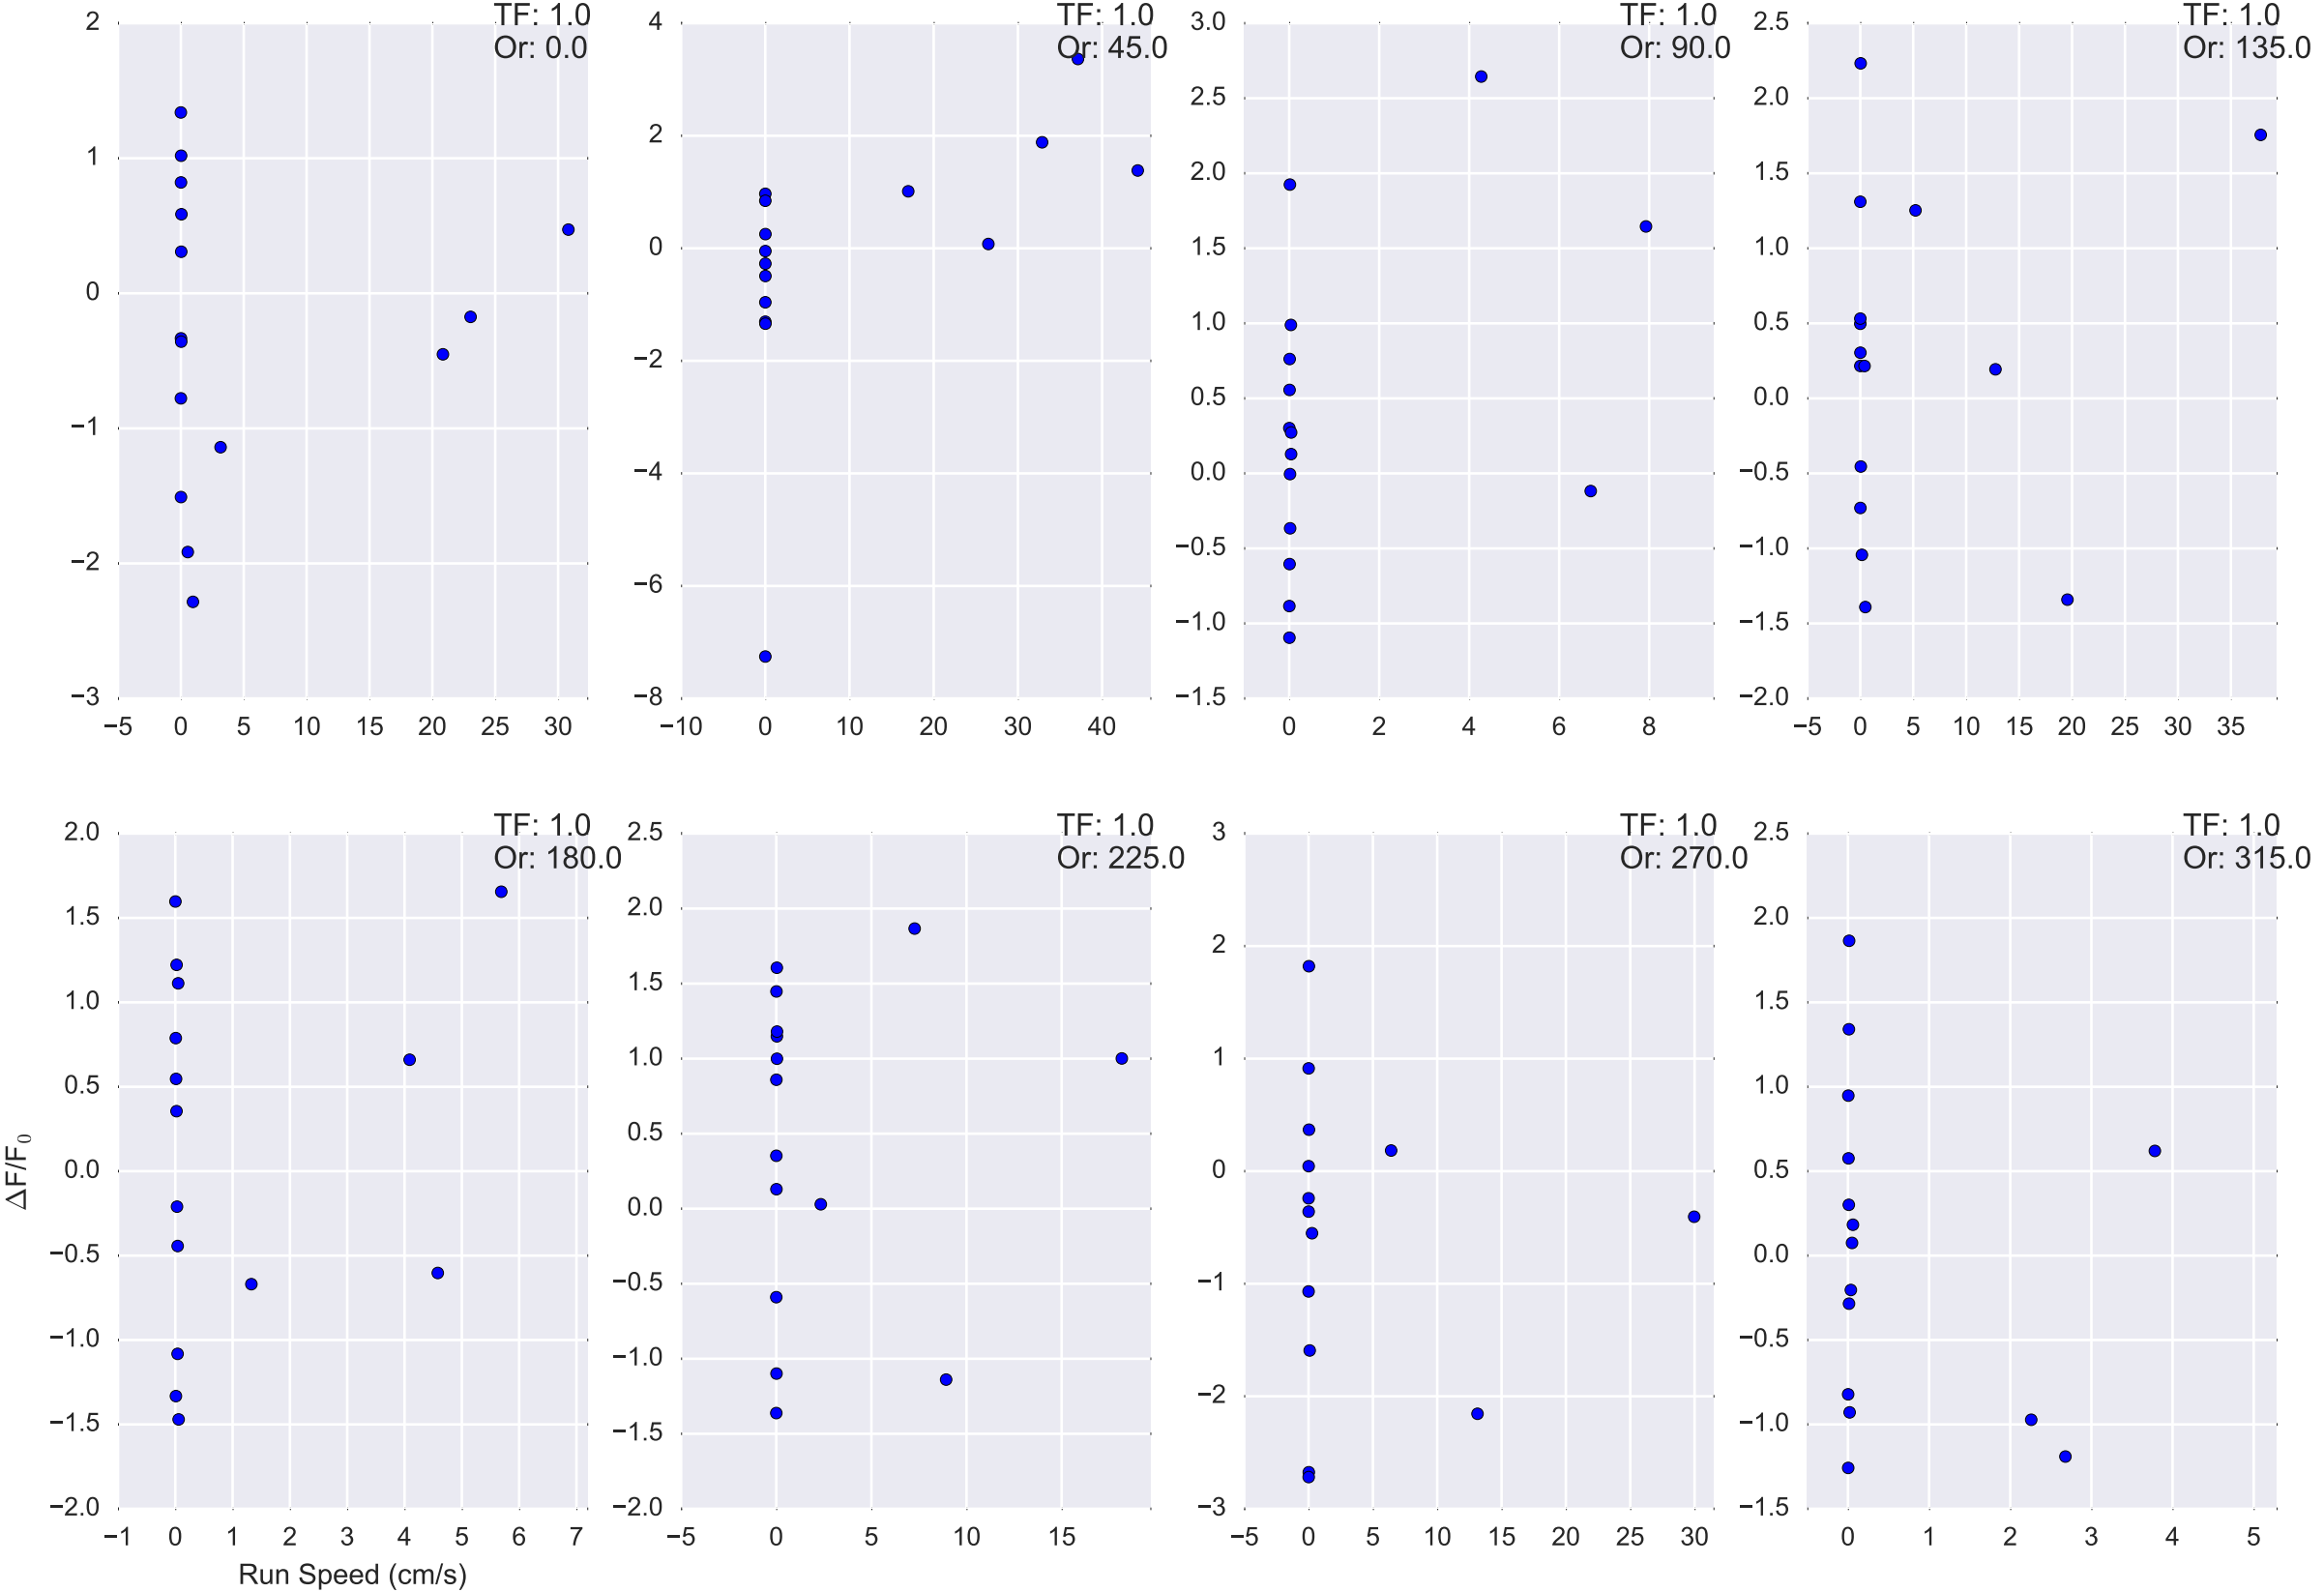 TF: 1.0
Or: 0.0
2
1
0
−1
−2
−3
−5 0 5 10 15 20 25 30
TF: 1.0
Or: 45.0
4
2
0
−2
−4
−6
−8
−10 0 10 20 30 40
TF: 1.0
Or: 90.0
3.0
2.5
2.0
1.5
1.0
0.5
0.0
−0.5
−1.0
−1.5
0 2 4 6 8
TF: 1.0
Or: 135.0
2.5
2.0
1.5
1.0
0.5
0.0
−0.5
−1.0
−1.5
−2.0
−5 0 5 10 15 20 25 30 35
TF: 1.0
Or: 180.0
2.0
1.5
1.0
0.5
0.0
−0.5
−1.0
−1.5
−2.0
−1 0 1 2 3 4 5 6 7
Run Speed (cm/s)
ΔF/F₀
TF: 1.0
Or: 225.0
2.5
2.0
1.5
1.0
0.5
0.0
−0.5
−1.0
−1.5
−2.0
−5 0 5 10 15
TF: 1.0
Or: 270.0
3
2
1
0
−1
−2
−3
−5 0 5 10 15 20 25 30
TF: 1.0
Or: 315.0
2.5
2.0
1.5
1.0
0.5
0.0
−0.5
−1.0
−1.5
0 1 2 3 4 5